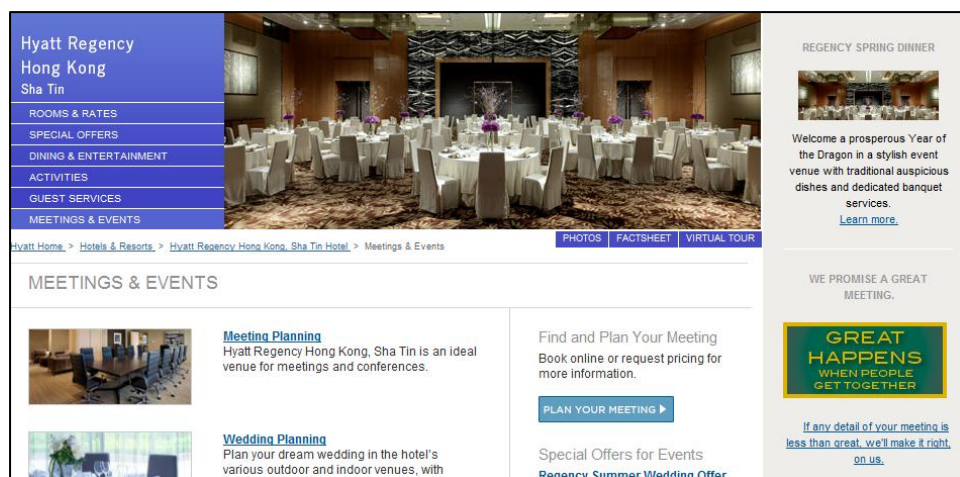 Hyatt Regency
Hong Kong
Sha Tin
ROOMS & RATES
SPECIAL OFFERS
DINING & ENTERTAINMENT
ACTIVITIES
GUEST SERVICES
MEETINGS & EVENTS
Hyatt Home > Hotels & Resorts > Hyatt Regency Hong Kong, Sha Tin Hotel > Meetings & Events
PHOTOS FACTSHEET VIRTUAL TOUR
MEETINGS & EVENTS
Meeting Planning
Hyatt Regency Hong Kong, Sha Tin is an ideal
venue for meetings and conferences.
Wedding Planning
Plan your dream wedding in the hotel's
various outdoor and indoor venues, with
Find and Plan Your Meeting
Book online or request pricing for
more information.
PLAN YOUR MEETING
Special Offers for Events
Regency Summer Wedding Offer
REGENCY SPRING DINNER
Welcome a prosperous Year of
the Dragon in a stylish event
venue with traditional auspicious
dishes and dedicated banquet
services.
Learn more.
WE PROMISE A GREAT
MEETING.
GREAT
HAPPENS
WHEN PEOPLE
GET TOGETHER
If any detail of your meeting is
less than great, we'll make it right,
on us.